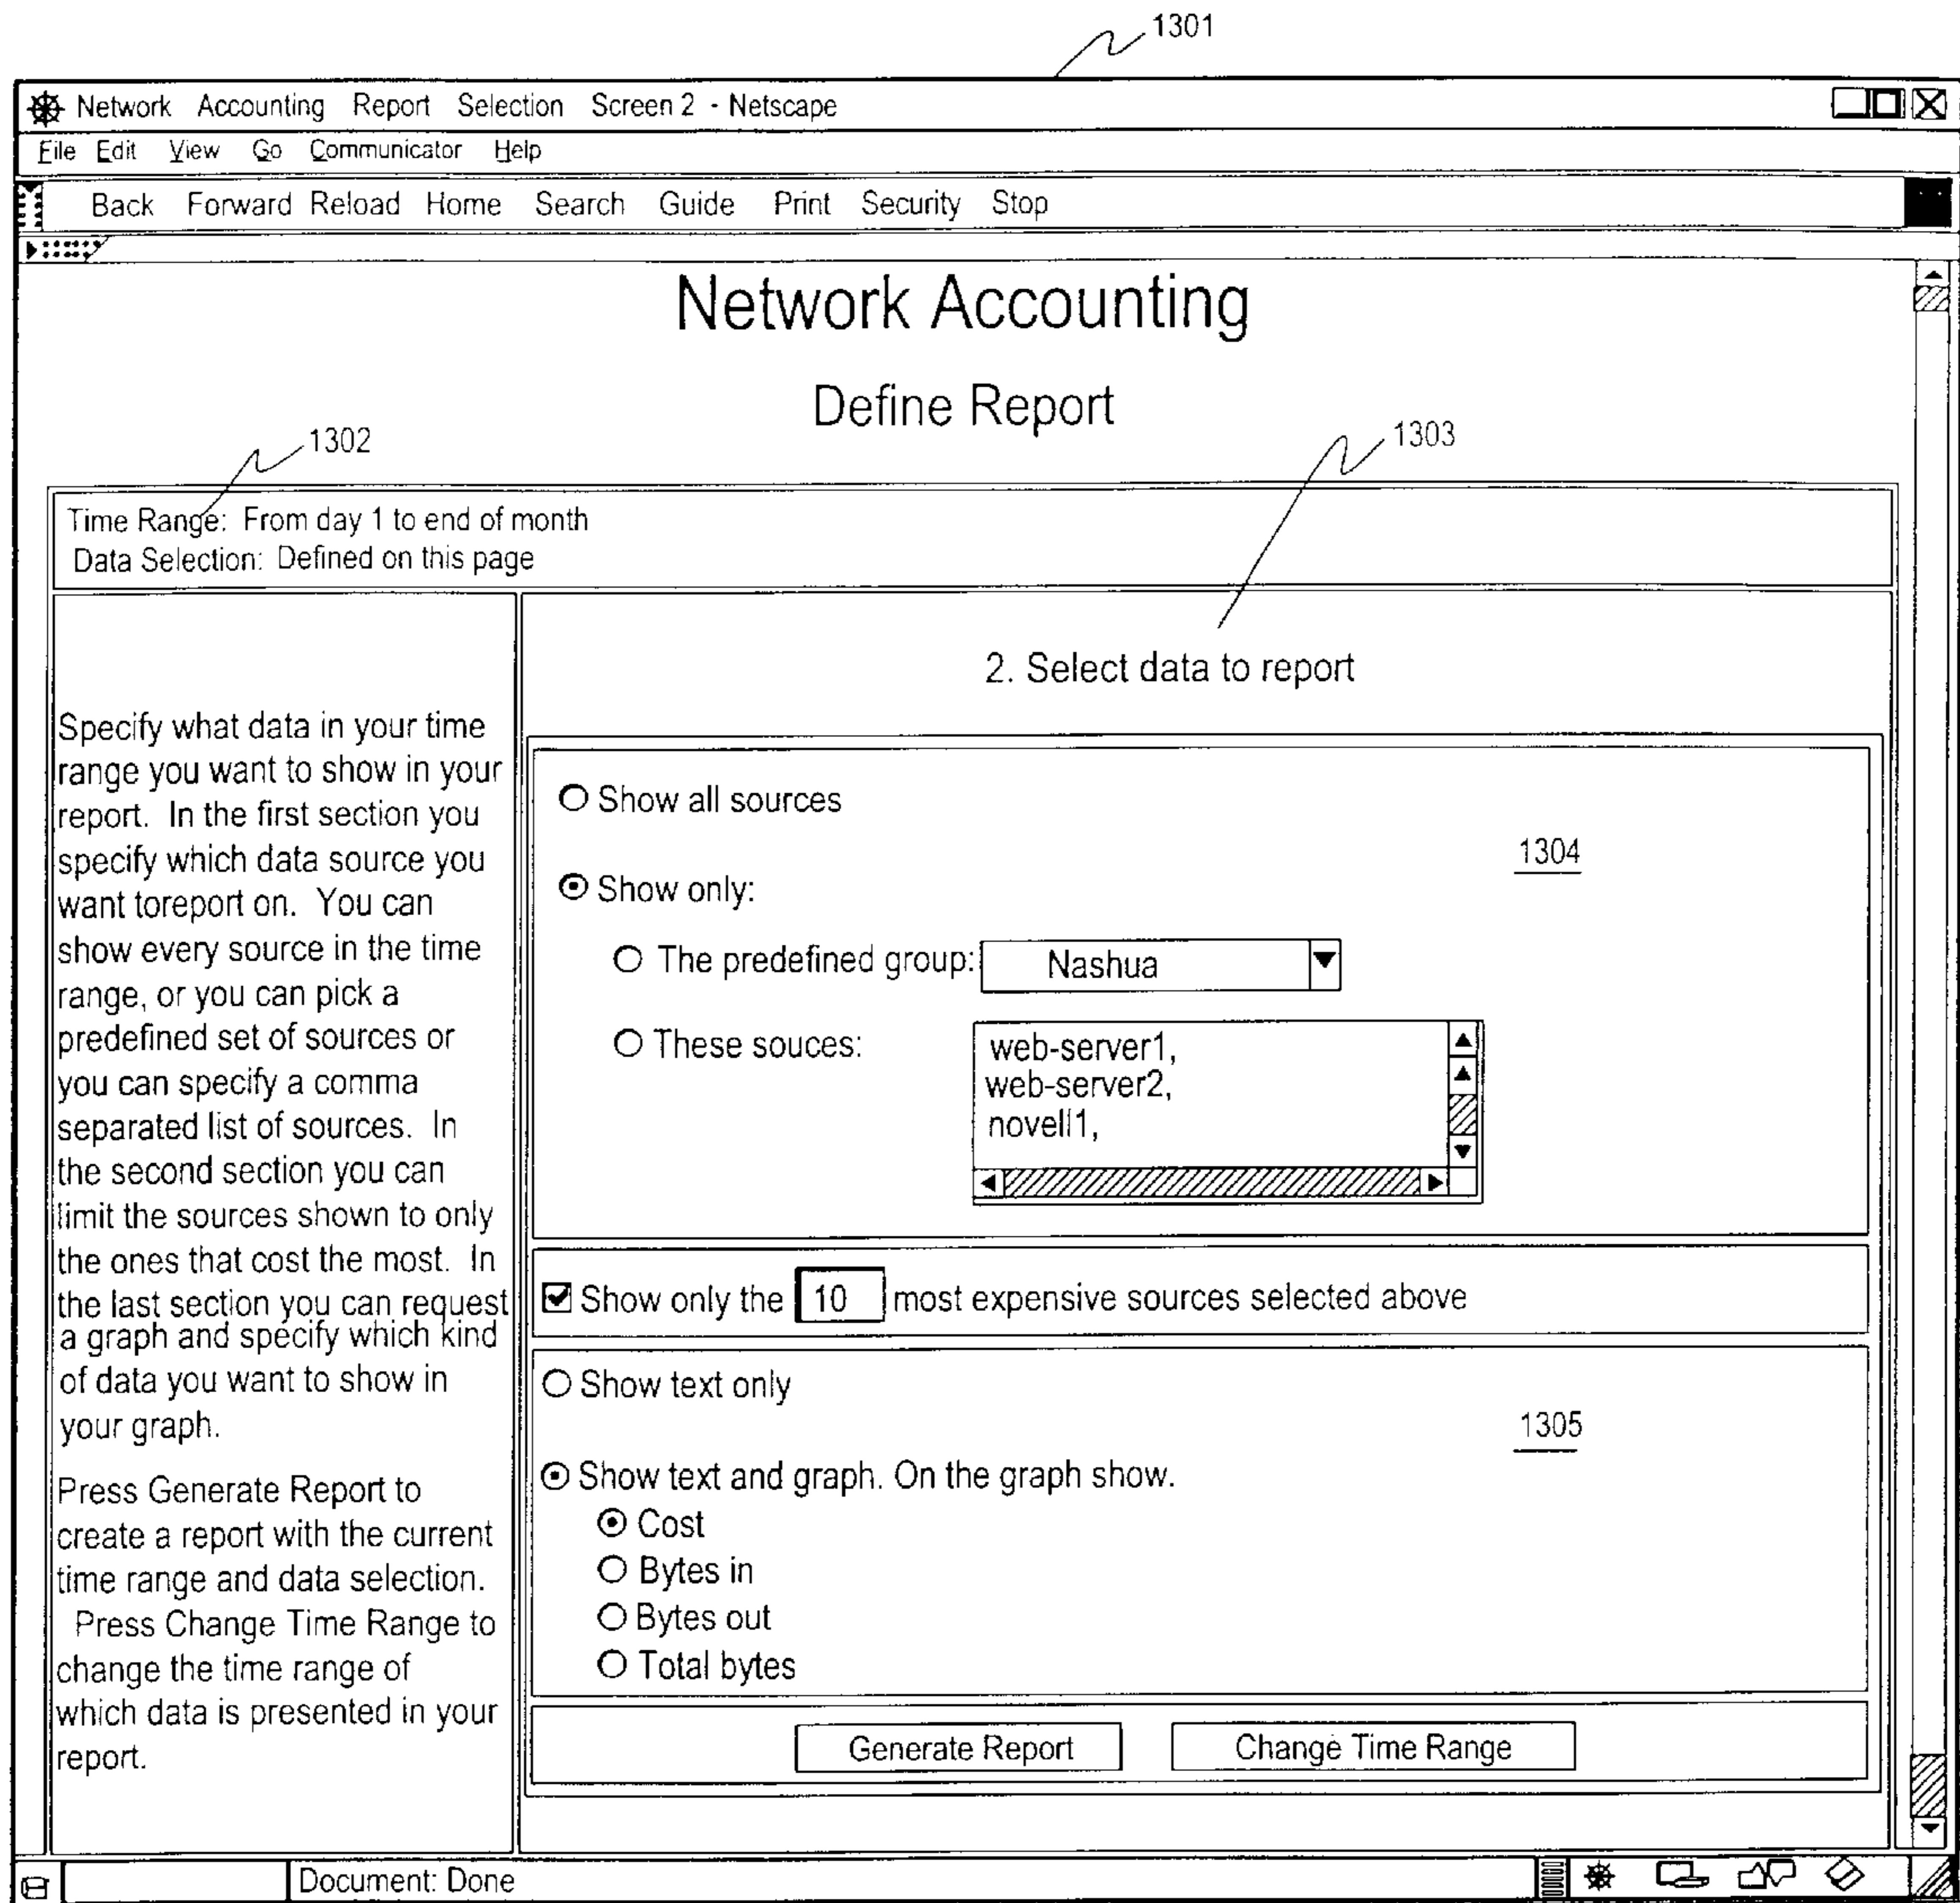 1301
Network Accounting Report Selection Screen 2 - Netscape
File Edit View Go Communicator Help
Back Forward Reload Home Search Guide Print Security Stop
Network Accounting
Define Report
1302
1303
Time Range: From day 1 to end of month
Data Selection: Defined on this page
Specify what data in your time
range you want to show in your
report. In the first section you
specify which data source you
want toreport on. You can
show every source in the time
range, or you can pick a
predefined set of sources or
you can specify a comma
separated list of sources. In
the second section you can
limit the sources shown to only
the ones that cost the most. In
the last section you can request
a graph and specify which kind
of data you want to show in
your graph.
Press Generate Report to
create a report with the current
time range and data selection.
Press Change Time Range to
change the time range of
which data is presented in your
report.
2. Select data to report
Show all sources
1304
Show only:
The predefined group: Nashua
These souces:
web-server1,
web-server2,
novell1,
Show only the 10 most expensive sources selected above
Show text only
1305
Show text and graph. On the graph show.
Cost
Bytes in
Bytes out
Total bytes
Generate Report Change Time Range
Document: Done